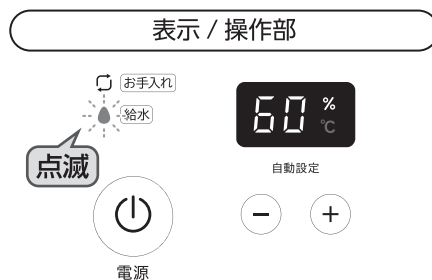 表示 / 操作部
お手入れ
給水
点滅
60 %
℃
自動設定
− +
電源